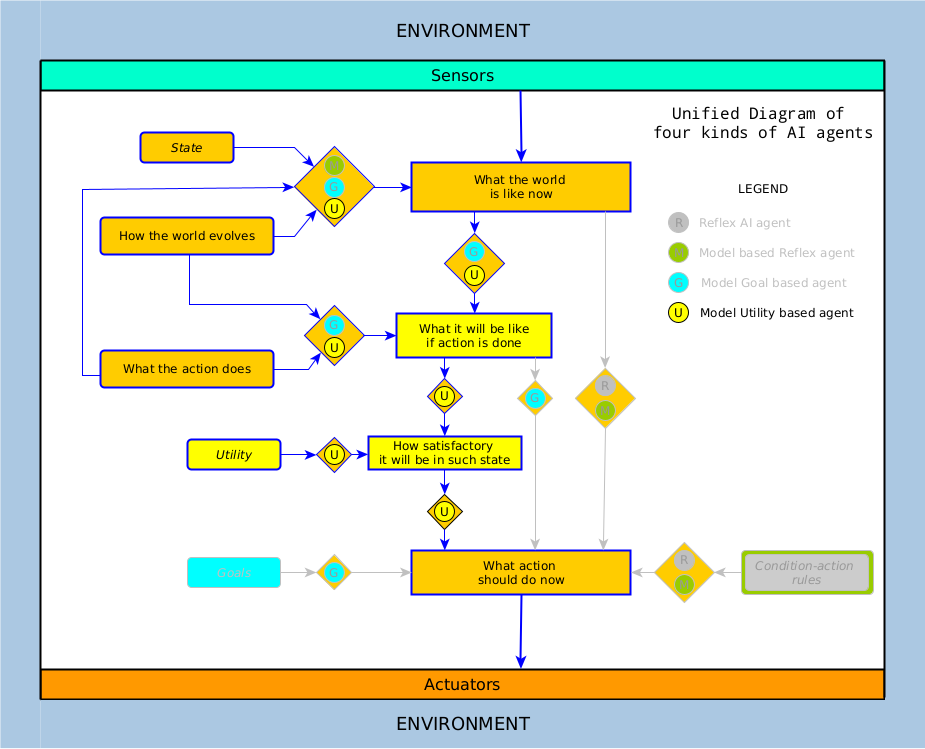 ENVIRONMENT
Sensors
Unified Diagram of
four kinds of AI agents
State
M
G
U
What the world
is like now
LEGEND
R Reflex AI agent
M Model based Reflex agent
G Model Goal based agent
U Model Utility based agent
How the world evolves
G
U
G
U
What it will be like
if action is done
What the action does
U
G
R
M
Utility
U
How satisfactory
it will be in such state
U
Goals
G
What action
should do now
R
M
Condition-action
rules
Actuators
ENVIRONMENT